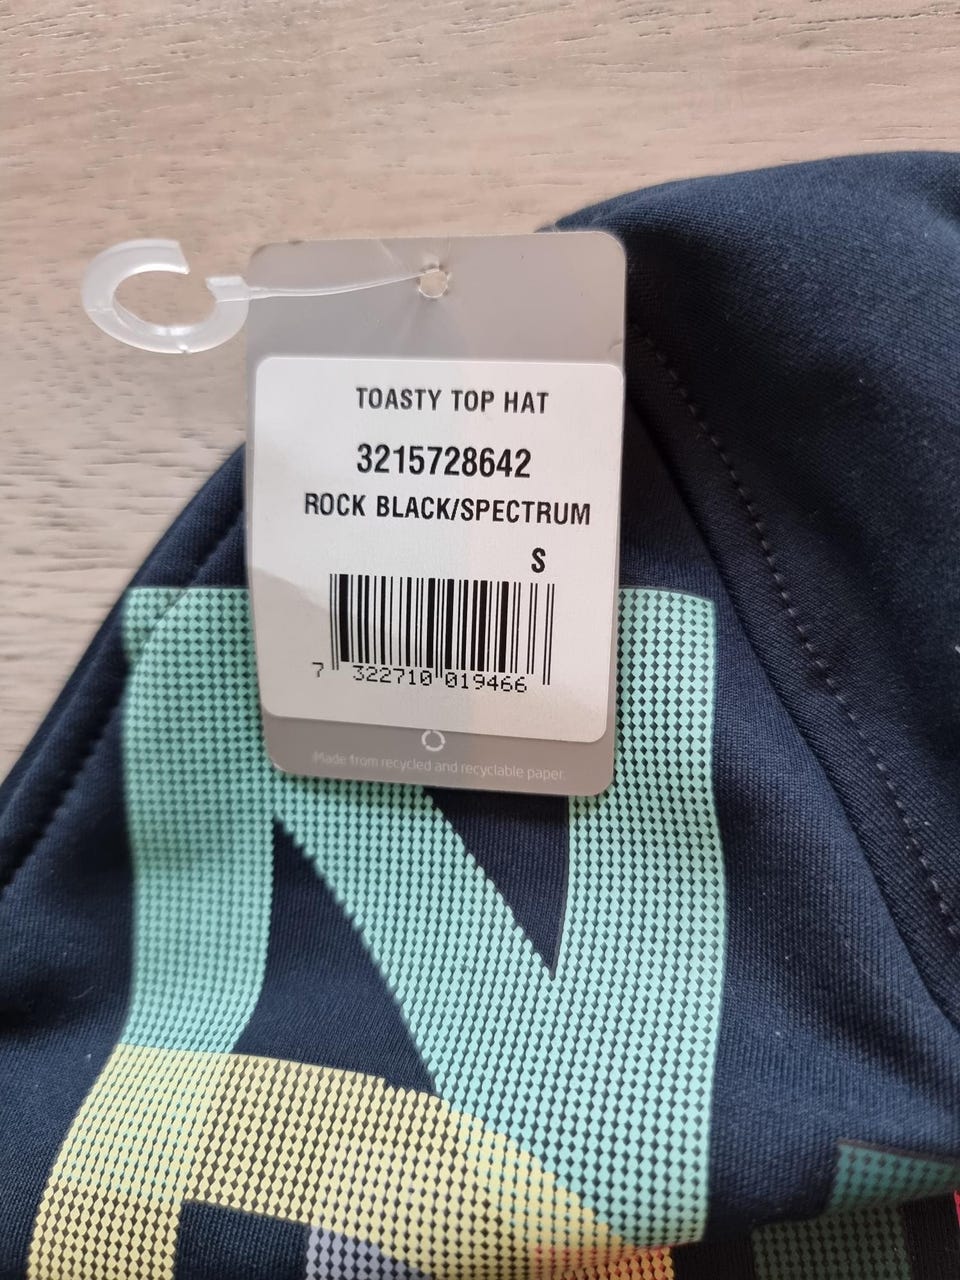 TOASTY TOP HAT
3215728642
ROCK BLACK/SPECTRUM
S
7 322710 019466
Made from recycled and recyclable paper.